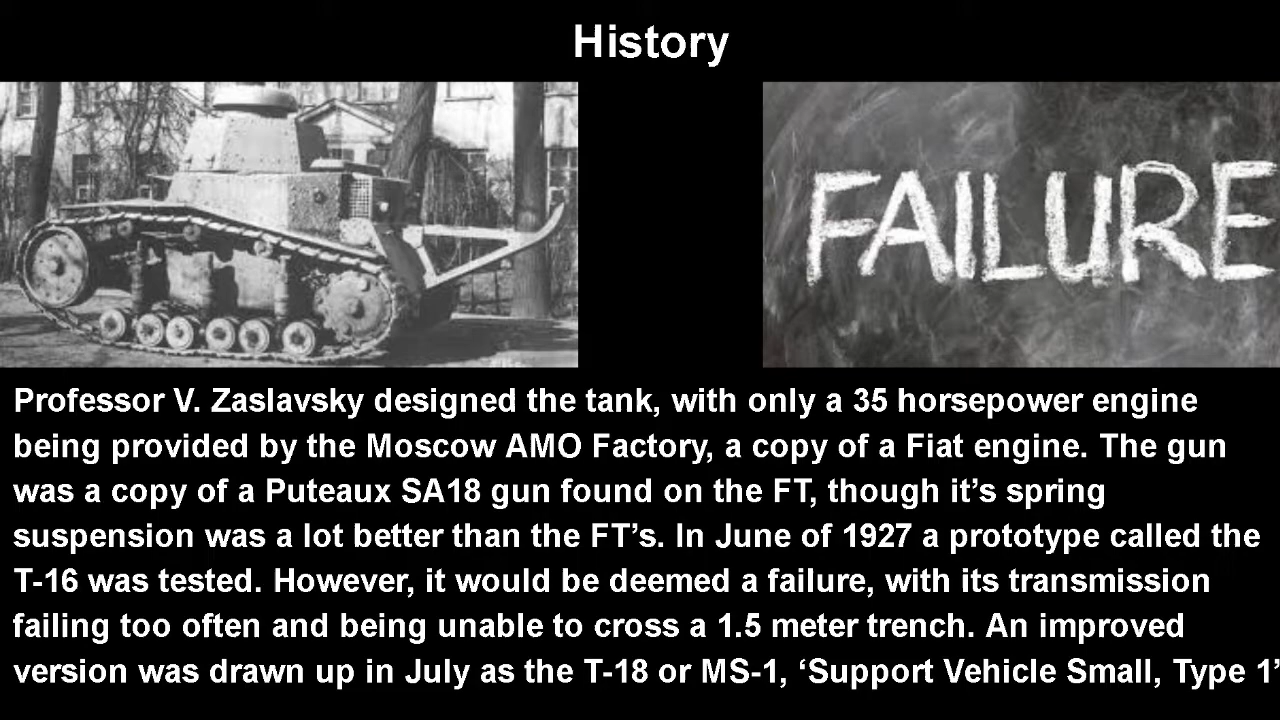 History
FAILURE
Professor V. Zaslavsky designed the tank, with only a 35 horsepower engine
being provided by the Moscow AMO Factory, a copy of a Fiat engine. The gun
was a copy of a Puteaux SA18 gun found on the FT, though it’s spring
suspension was a lot better than the FT’s. In June of 1927 a prototype called the
T-16 was tested. However, it would be deemed a failure, with its transmission
failing too often and being unable to cross a 1.5 meter trench. An improved
version was drawn up in July as the T-18 or MS-1, ‘Support Vehicle Small, Type 1’